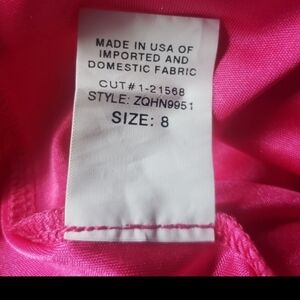 MADE IN USA OF
IMPORTED AND
DOMESTIC FABRIC
CUT# 1-21568
STYLE: ZQHN9951
SIZE: 8